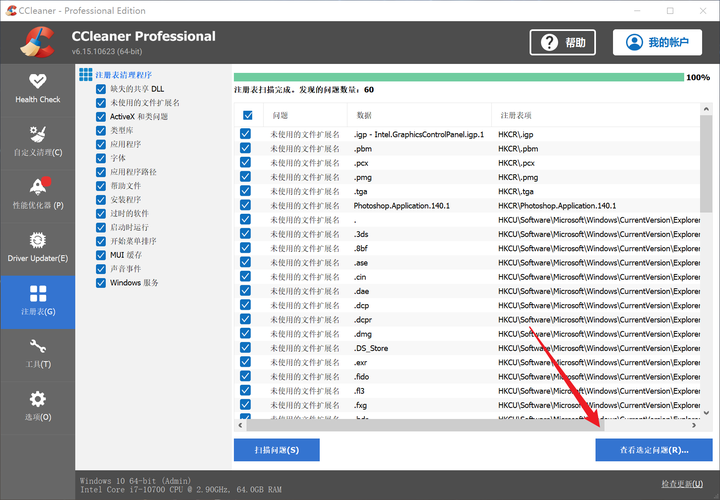 CCleaner - Professional Edition
CCleaner Professional
v6.15.10623 (64-bit)
帮助
我的帐户
Health Check
自定义清理(C)
性能优化器 (P)
Driver Updater(E)
注册表(G)
工具(T)
选项(O)
注册表清理程序
缺失的共享 DLL
未使用的文件扩展名
ActiveX 和类问题
类型库
应用程序
字体
应用程序路径
帮助文件
安装程序
过时的软件
启动时运行
开始菜单排序
MUI 缓存
声音事件
Windows 服务
100%
注册表扫描完成。发现的问题数量: 60
问题 数据 注册表项
未使用的文件扩展名 .igp - Intel.GraphicsControlPanel.igp.1 HKCR\.igp
未使用的文件扩展名 .pbm HKCR\.pbm
未使用的文件扩展名 .pcx HKCR\.pcx
未使用的文件扩展名 .pmg HKCR\.pmg
未使用的文件扩展名 .tga HKCR\.tga
未使用的文件扩展名 Photoshop.Application.140.1 HKCR\Photoshop.Application.140.1
未使用的文件扩展名 . HKCU\Software\Microsoft\Windows\CurrentVersion\Explorer
未使用的文件扩展名 .3ds HKCU\Software\Microsoft\Windows\CurrentVersion\Explorer
未使用的文件扩展名 .8bf HKCU\Software\Microsoft\Windows\CurrentVersion\Explorer
未使用的文件扩展名 .ase HKCU\Software\Microsoft\Windows\CurrentVersion\Explorer
未使用的文件扩展名 .cin HKCU\Software\Microsoft\Windows\CurrentVersion\Explorer
未使用的文件扩展名 .dae HKCU\Software\Microsoft\Windows\CurrentVersion\Explorer
未使用的文件扩展名 .dcp HKCU\Software\Microsoft\Windows\CurrentVersion\Explorer
未使用的文件扩展名 .dcpr HKCU\Software\Microsoft\Windows\CurrentVersion\Explorer
未使用的文件扩展名 .dmg HKCU\Software\Microsoft\Windows\CurrentVersion\Explorer
未使用的文件扩展名 .DS_Store HKCU\Software\Microsoft\Windows\CurrentVersion\Explorer
未使用的文件扩展名 .exr HKCU\Software\Microsoft\Windows\CurrentVersion\Explorer
未使用的文件扩展名 .fido HKCU\Software\Microsoft\Windows\CurrentVersion\Explorer
未使用的文件扩展名 .fl3 HKCU\Software\Microsoft\Windows\CurrentVersion\Explorer
未使用的文件扩展名 .fxg HKCU\Software\Microsoft\Windows\CurrentVersion\Explorer
扫描问题(S)
查看选定问题(R)...
Windows 10 64-bit (Admin)
Intel Core i7-10700 CPU @ 2.90GHz, 64.0GB RAM
检查更新(U)